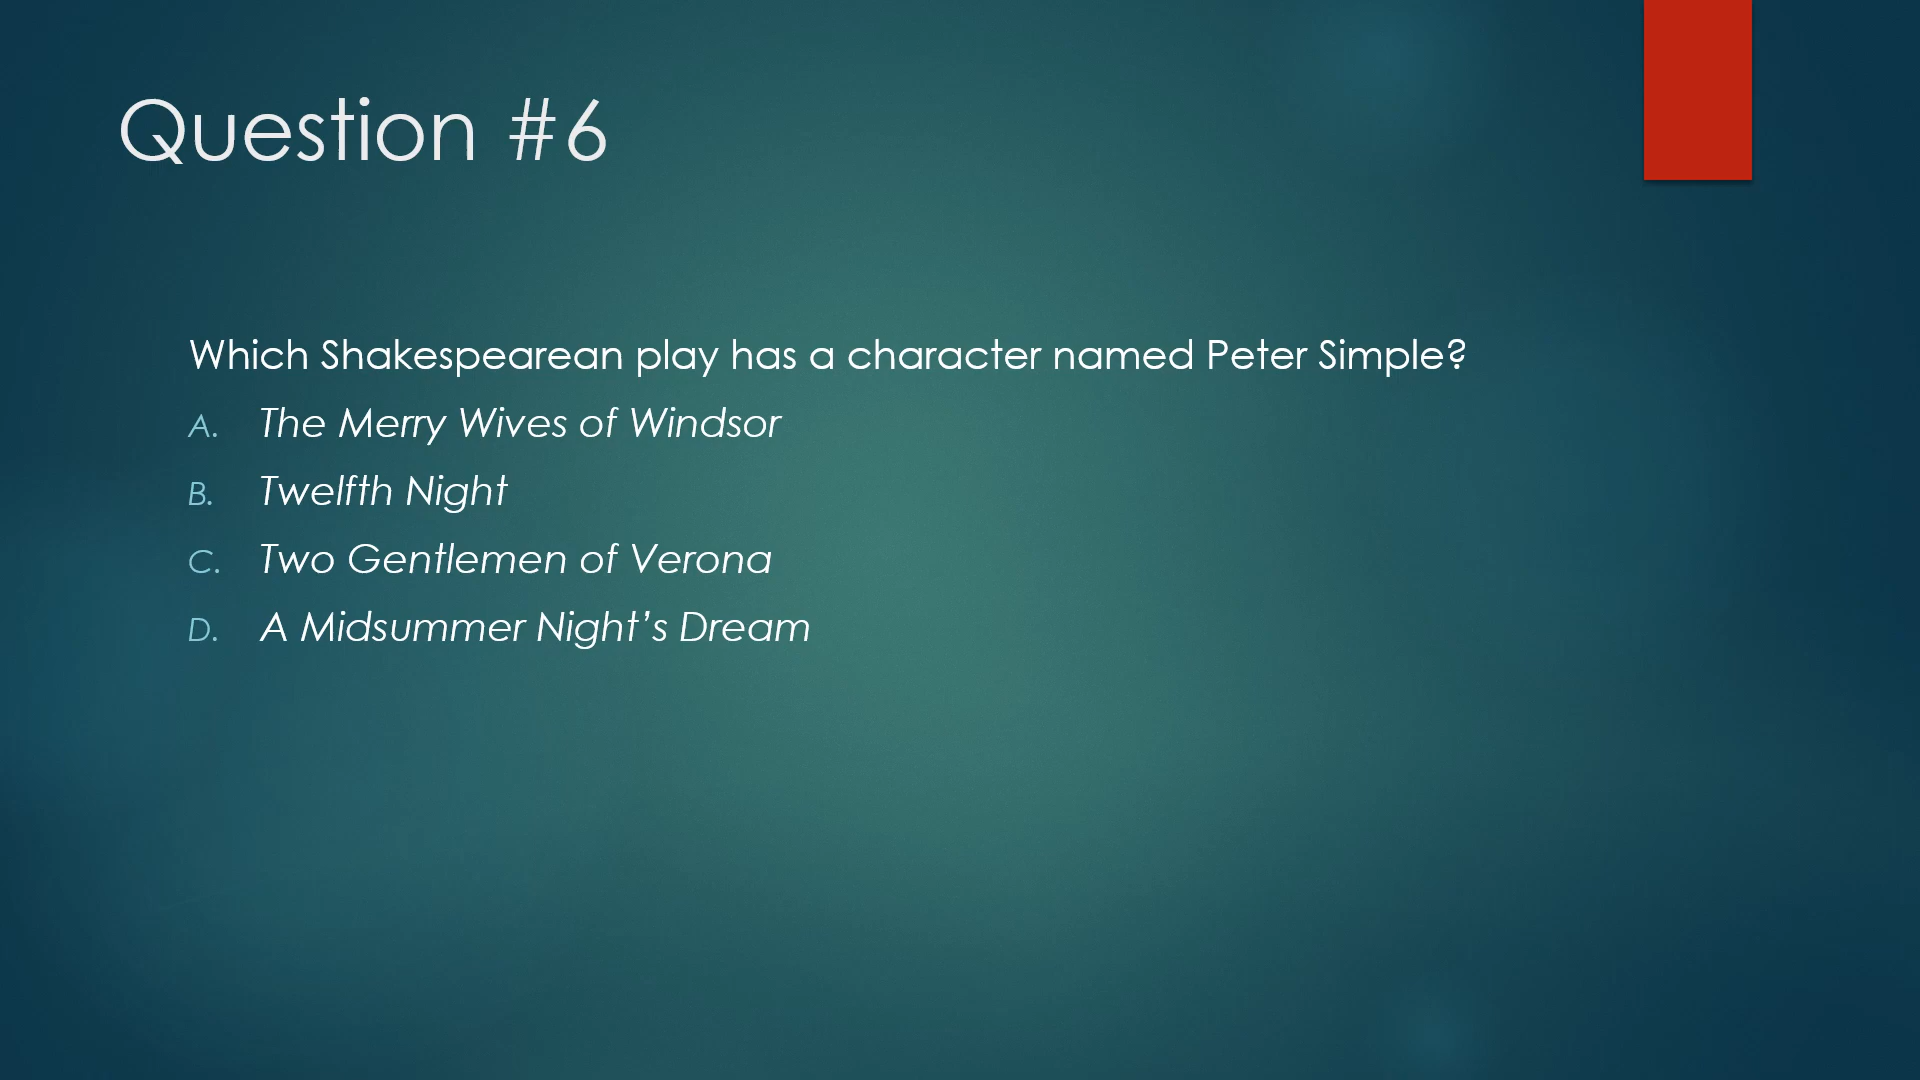 Question #6
Which Shakespearean play has a character named Peter Simple?
A. The Merry Wives of Windsor
B. Twelfth Night
C. Two Gentlemen of Verona
D. A Midsummer Night’s Dream